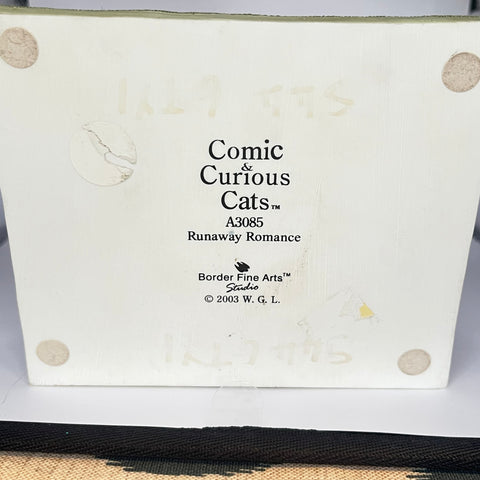 Comic
&
Curious
Cats™
A3085
Runaway Romance
Border Fine Arts™
Studio
© 2003 W. G. L.